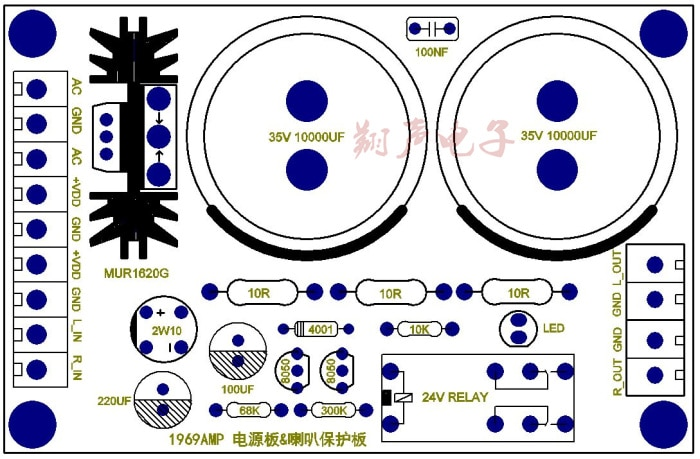 100NF
AC
GND
AC
+VDD
GND
+VDD
GND
L_IN
R_IN
35V 10000UF
35V 10000UF
翔声电子
MUR1620G
10R
10R
10R
L_OUT
GND
GND
R_OUT
+
2W10
-
4001
10K
LED
100UF
8050
8050
220UF
68K
300K
24V RELAY
1969AMP 电源板&喇叭保护板